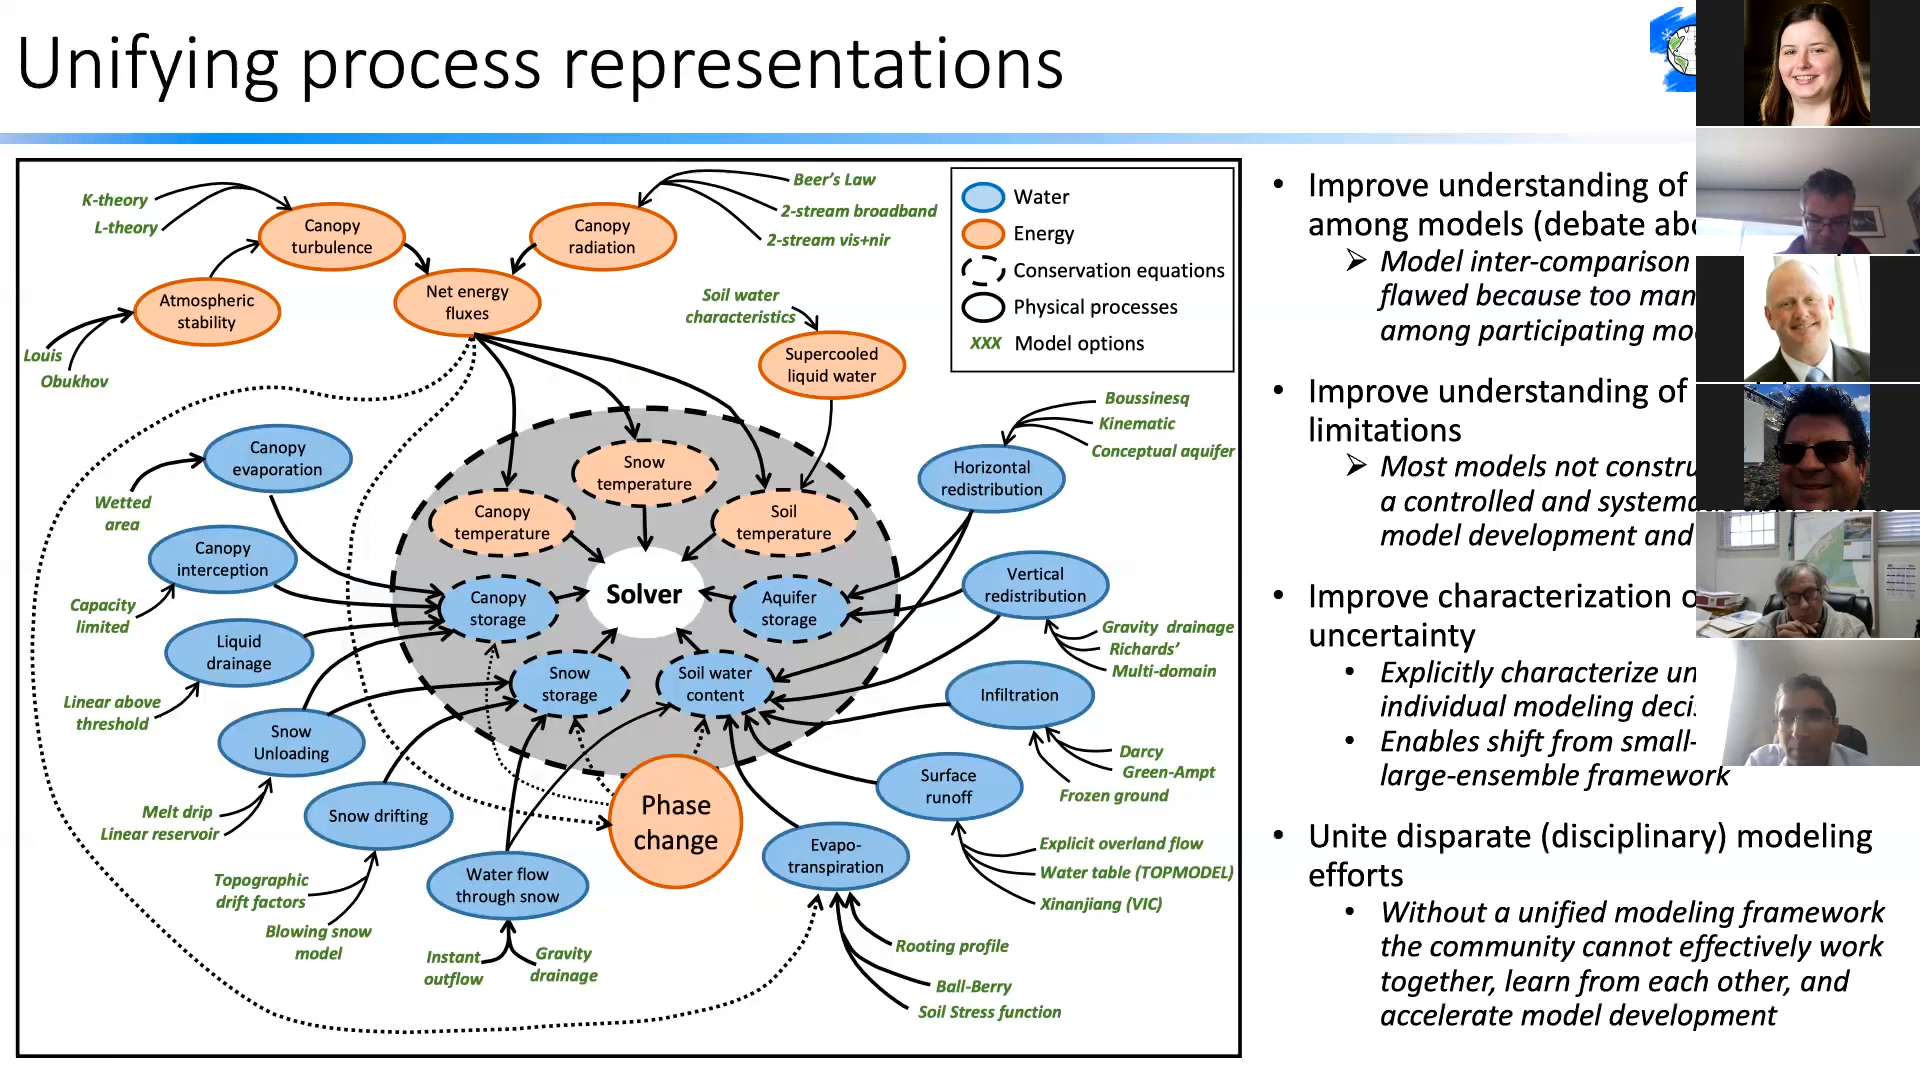 Unifying process representations
K-theory
L-theory
Canopy
turbulence
Canopy
radiation
Beer's Law
2-stream broadband
2-stream vis+nir
Atmospheric
stability
Net energy
fluxes
Louis
Obukhov
Soil water
characteristics
Supercooled
liquid water
Water
Energy
Conservation equations
Physical processes
XXX Model options
Canopy
evaporation
Wetted
area
Canopy
interception
Capacity
limited
Liquid
drainage
Linear above
threshold
Snow
Unloading
Melt drip
Linear reservoir
Snow drifting
Topographic
drift factors
Blowing snow
model
Water flow
through snow
Instant
outflow
Gravity
drainage
Snow
temperature
Canopy
temperature
Soil
temperature
Solver
Canopy
storage
Aquifer
storage
Snow
storage
Soil water
content
Phase
change
Boussinesq
Kinematic
Conceptual aquifer
Horizontal
redistribution
Vertical
redistribution
Gravity drainage
Richards'
Multi-domain
Infiltration
Darcy
Green-Ampt
Frozen ground
Surface
runoff
Explicit overland flow
Water table (TOPMODEL)
Xinanjiang (VIC)
Evapo-
transpiration
Rooting profile
Ball-Berry
Soil Stress function
• Improve understanding of
among models (debate
➢ Model inter-comparison
flawed because too
among participating
• Improve understanding of
limitations
➢ Most models not
a controlled and
model development and
• Improve characterization
uncertainty
• Explicitly characterize
individual modeling
• Enables shift from small-
large-ensemble framework
• Unite disparate (disciplinary) modeling
efforts
• Without a unified modeling framework
the community cannot effectively work
together, learn from each other, and
accelerate model development